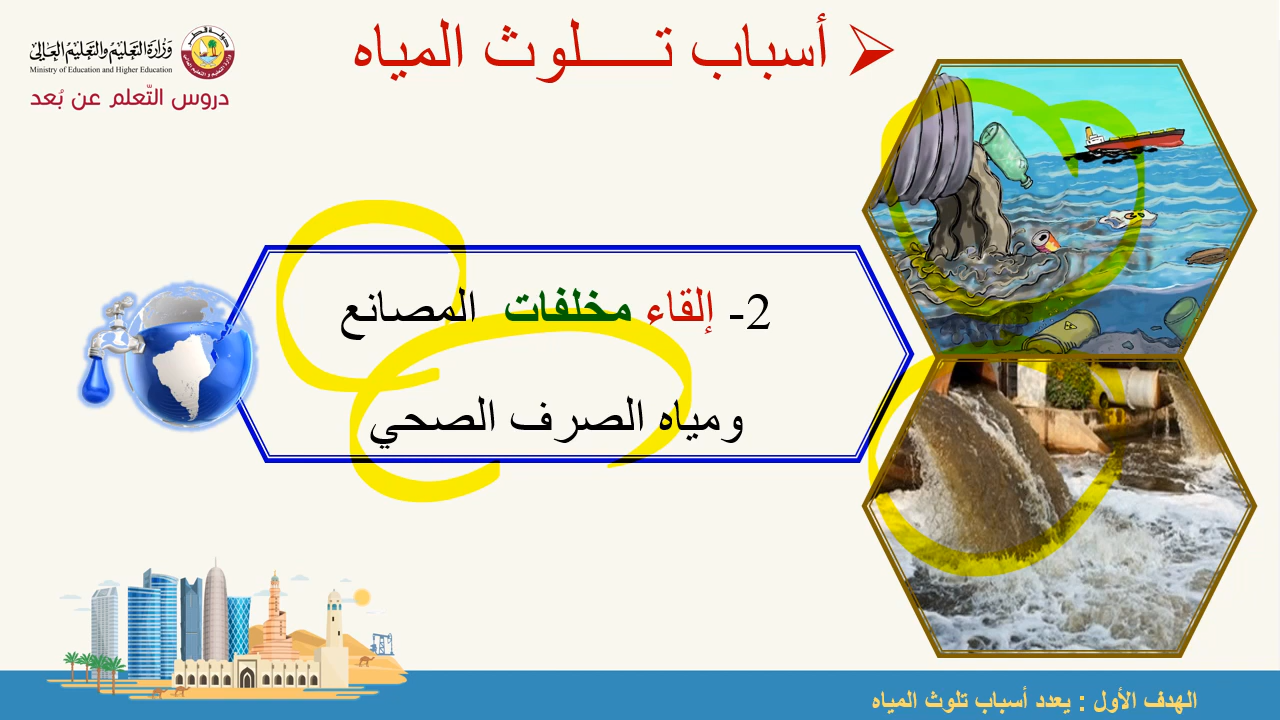 وزارة التعليم والتعليم العالي
Ministry of Education and Higher Education
دروس التّعلم عن بُعد
أسباب تـــــلوث المياه
2- إلقاء مخلفات المصانع
ومياه الصرف الصحي
الهدف الأول : يعدد أسباب تلوث المياه